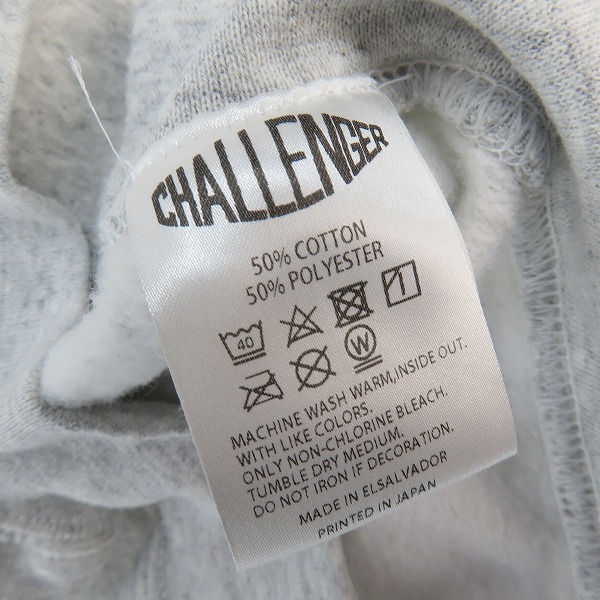 CHALLENGER
50% COTTON
50% POLYESTER
40
W
MACHINE WASH WARM,INSIDE OUT.
WITH LIKE COLORS.
ONLY NON-CHLORINE BLEACH.
TUMBLE DRY MEDIUM.
DO NOT IRON IF DECORATION.
MADE IN ELSALVADOR
PRINTED IN JAPAN